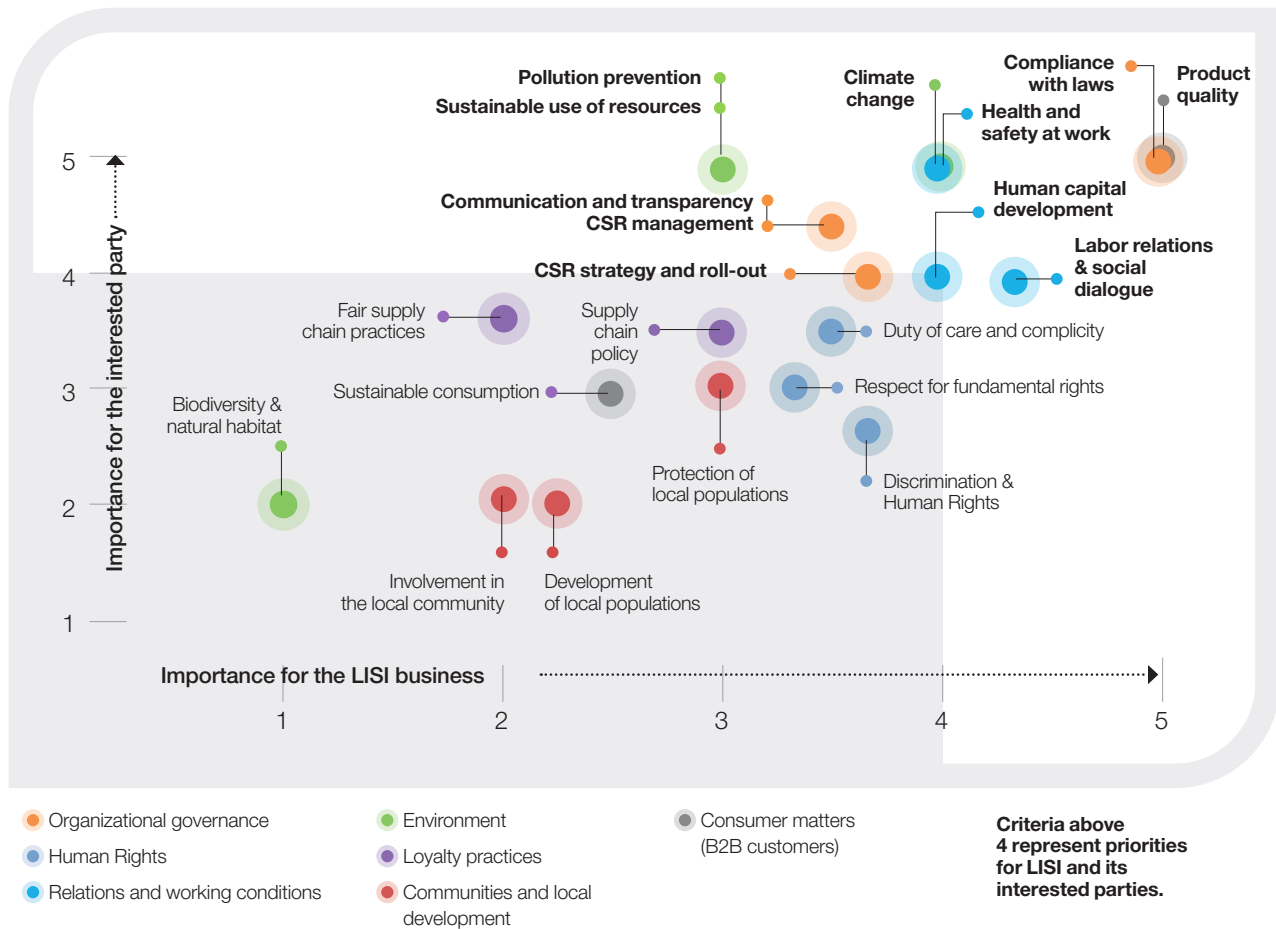 Pollution prevention
Sustainable use of resources
Climate
change
Compliance
with laws
Product
quality
Health and
safety at work
5
Communication and transparency
CSR management
Human capital
development
CSR strategy and roll-out
Labor relations
& social
dialogue
4
Importance for the interested party
Fair supply
chain practices
Supply
chain
policy
Duty of care and complicity
3
Sustainable consumption
Respect for fundamental rights
Biodiversity &
natural habitat
Protection of
local populations
Discrimination &
Human Rights
2
Involvement in
the local community
Development
of local populations
1
Importance for the LISI business
1
2
3
4
5
Organizational governance
Human Rights
Relations and working conditions
Environment
Loyalty practices
Communities and local
development
Consumer matters
(B2B customers)
Criteria above
4 represent priorities
for LISI and its
interested parties.